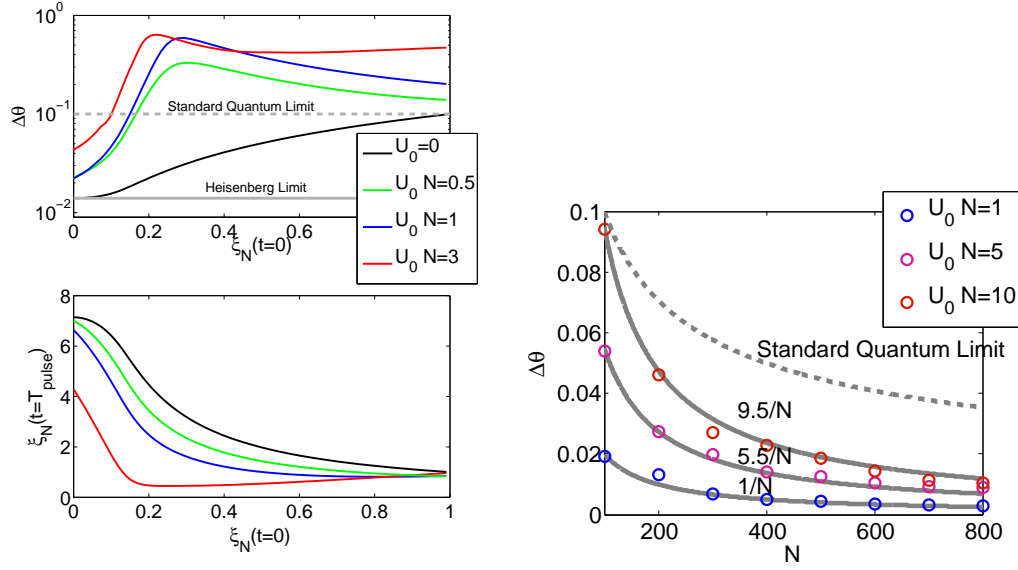 10⁰
10⁻¹
10⁻²
Δθ
Standard Quantum Limit
Heisenberg Limit
0 0.2 0.4 0.6
ξ_N(t=0)
U_0=0
U_0 N=0.5
U_0 N=1
U_0 N=3
8
6
4
2
0
ξ_N(t=T_pulse)
0 0.2 0.4 0.6 0.8 1
ξ_N(t=0)
U_0 N=1
U_0 N=5
U_0 N=10
0.1
0.08
0.06
0.04
0.02
0
Δθ
Standard Quantum Limit
9.5/N
5.5/N
1/N
200 400 600 800
N